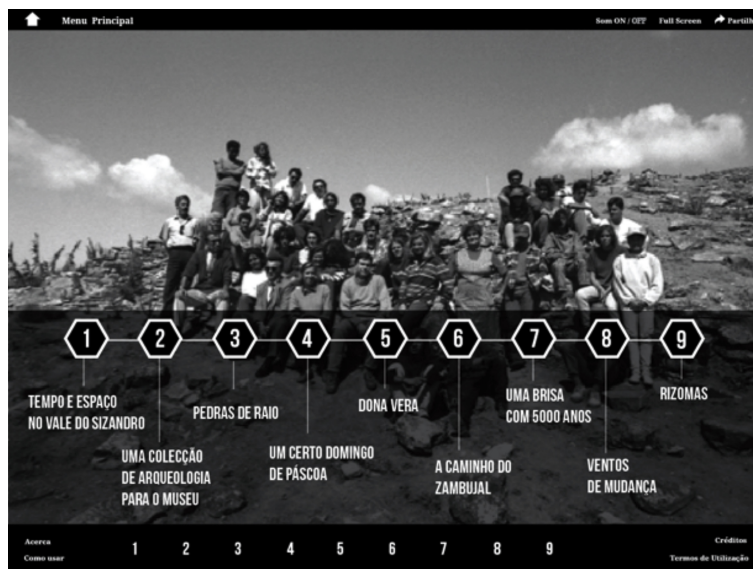 Menu Principal
Som ON / OFF Full Screen Partilh
1 2 3 4 5 6 7 8 9
TEMPO E ESPAÇO
NO VALE DO SIZANDRO
UMA COLECÇÃO
DE ARQUEOLOGIA
PARA O MUSEU
PEDRAS DE RAIO
UM CERTO DOMINGO
DE PÁSCOA
DONA VERA
A CAMINHO DO
ZAMBUJAL
UMA BRISA
COM 5000 ANOS
VENTOS
DE MUDANÇA
RIZOMAS
Acerca
Como usar
1 2 3 4 5 6 7 8 9
Créditos
Termos de Utilização